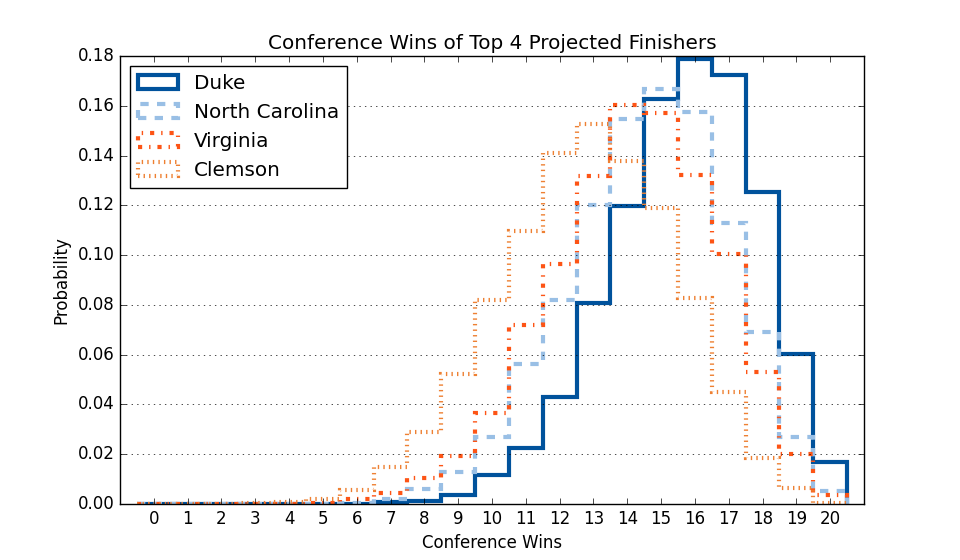 Conference Wins of Top 4 Projected Finishers
Duke
North Carolina
Virginia
Clemson
0.18
0.16
0.14
0.12
0.10
0.08
0.06
0.04
0.02
0.00
Probability
0 1 2 3 4 5 6 7 8 9 10 11 12 13 14 15 16 17 18 19 20
Conference Wins